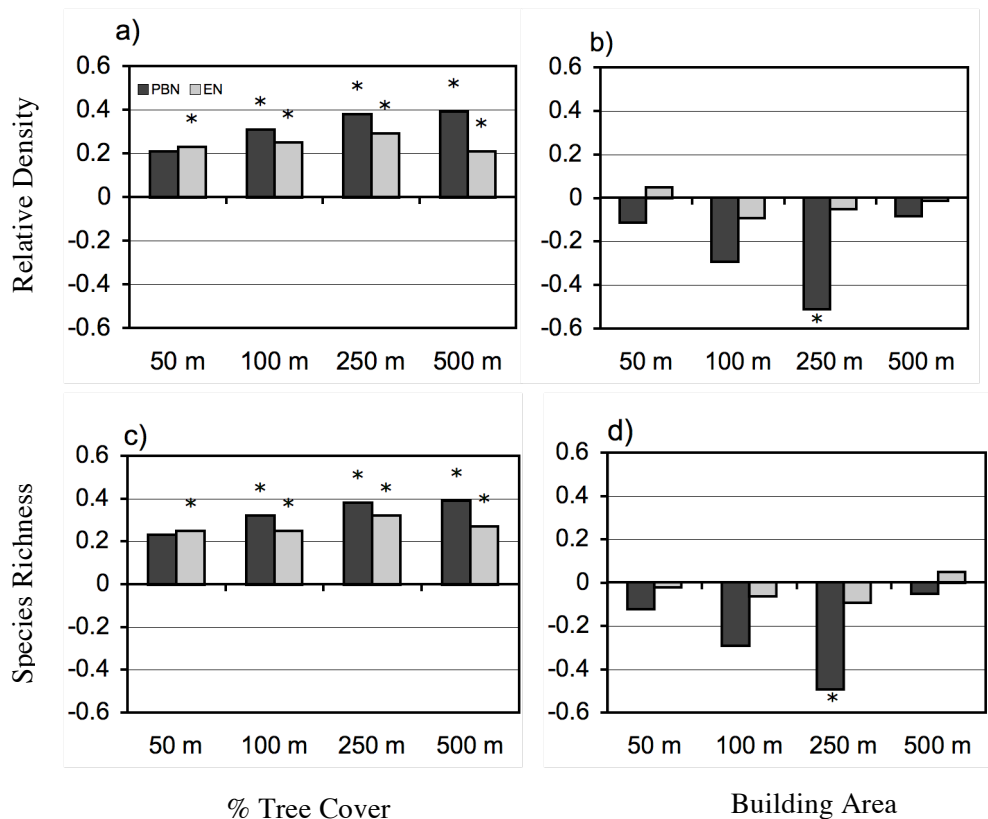 a)
0.6
0.4
0.2
0
-0.2
-0.4
-0.6
PBN EN
* * * * * * *
50 m 100 m 250 m 500 m
Relative Density
b)
0.6
0.4
0.2
0
-0.2
-0.4
-0.6
*
50 m 100 m 250 m 500 m
c)
0.6
0.4
0.2
0
-0.2
-0.4
-0.6
* * * * * * *
50 m 100 m 250 m 500 m
Species Richness
% Tree Cover
d)
0.6
0.4
0.2
0
-0.2
-0.4
-0.6
*
50 m 100 m 250 m 500 m
Building Area